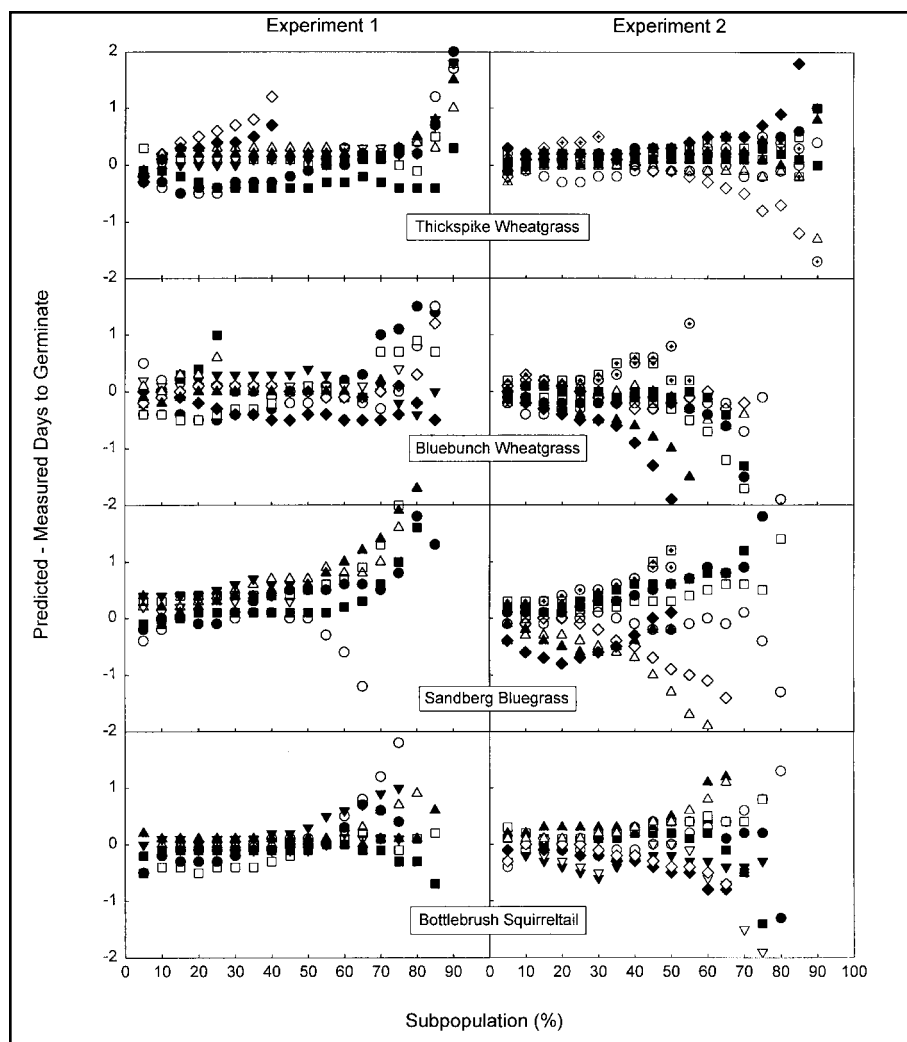 Experiment 1
Experiment 2
Predicted - Measured Days to Germinate
2
1
0
-1
-2
Thickspike Wheatgrass
1
0
-1
-2
Bluebunch Wheatgrass
1
0
-1
-2
Sandberg Bluegrass
1
0
-1
-2
Bottlebrush Squirreltail
0 10 20 30 40 50 60 70 80 90 0 10 20 30 40 50 60 70 80 90 100
Subpopulation (%)